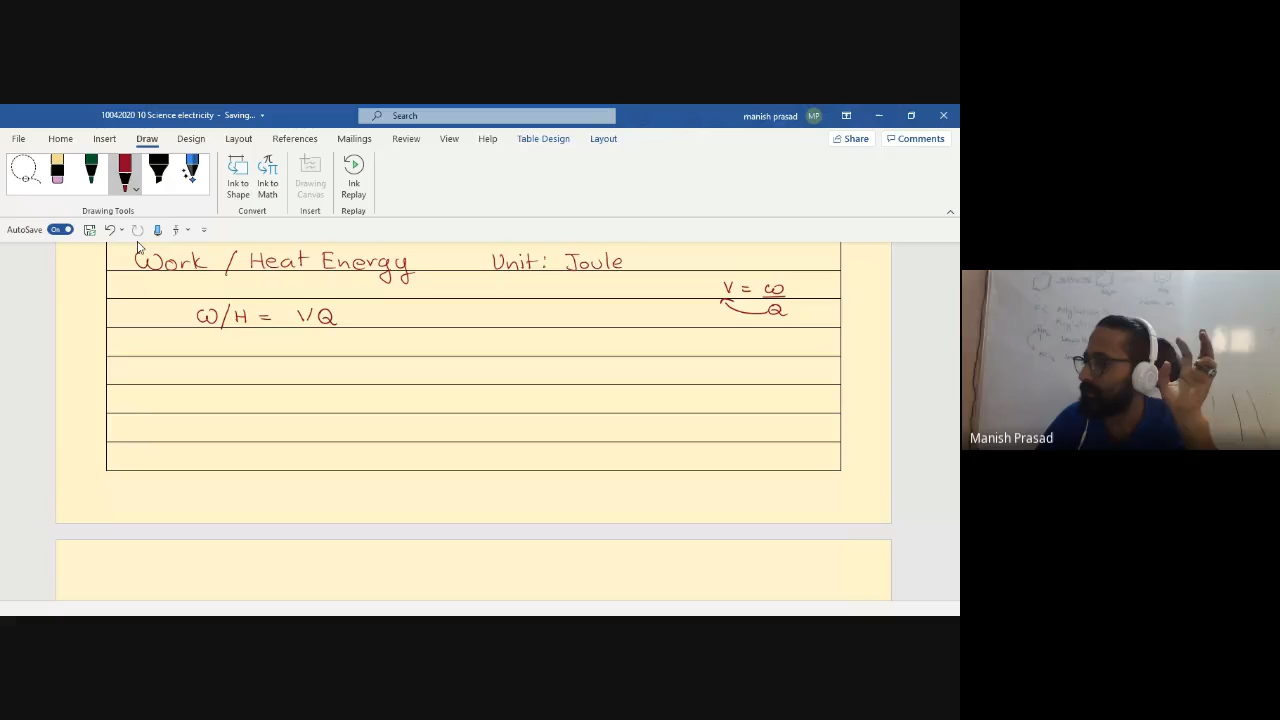 10042020 10 Science electricity - Saving...
Search
manish prasad MP
File Home Insert Draw Design Layout References Mailings Review View Help Table Design Layout
Share Comments
Ink to Shape
Ink to Math
Drawing Canvas
Ink Replay
Drawing Tools Convert Insert Replay
AutoSave On
Work / Heat Energy Unit: Joule
V = ω/Q
ω/H = VQ
Manish Prasad